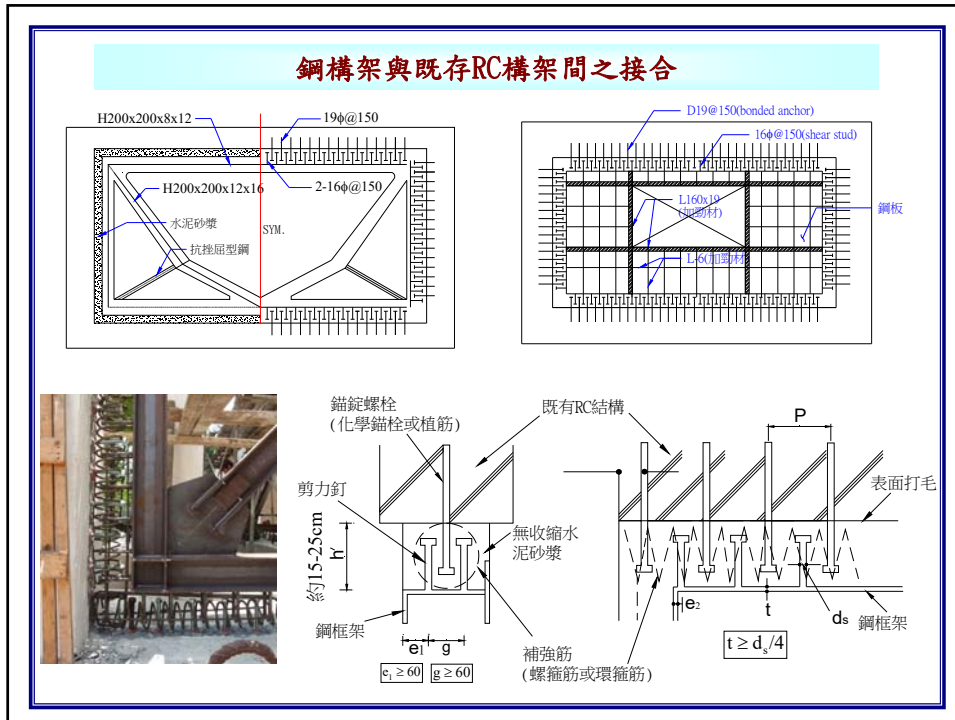 鋼構架與既存RC構架間之接合
H200x200x8x12
19ϕ@150
H200x200x12x16
2-16ϕ@150
水泥砂漿
SYM.
抗挫屈型鋼
D19@150(bonded anchor)
16ϕ@150(shear stud)
L160x19
(加勁材)
鋼板
L-6(加勁材)
錨錠螺栓
(化學錨栓或植筋)
既有RC結構
P
表面打毛
剪力釘
無收縮水
泥砂漿
約15-25cm
h'
鋼框架
e1
g
e₁ ≥ 60
g ≥ 60
補強筋
(螺箍筋或環箍筋)
e2
t
ds
鋼框架
t ≥ dₛ/4